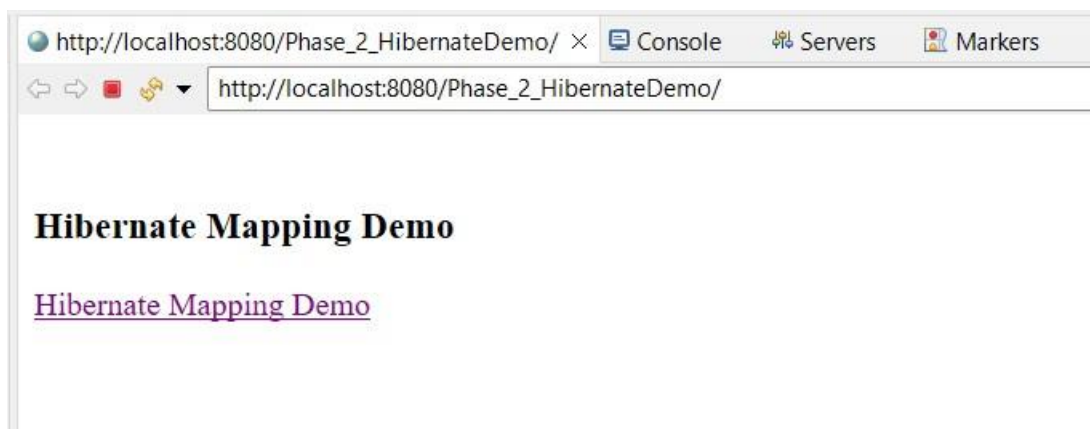 http://localhost:8080/Phase_2_HibernateDemo/ Console Servers Markers
http://localhost:8080/Phase_2_HibernateDemo/
Hibernate Mapping Demo
Hibernate Mapping Demo